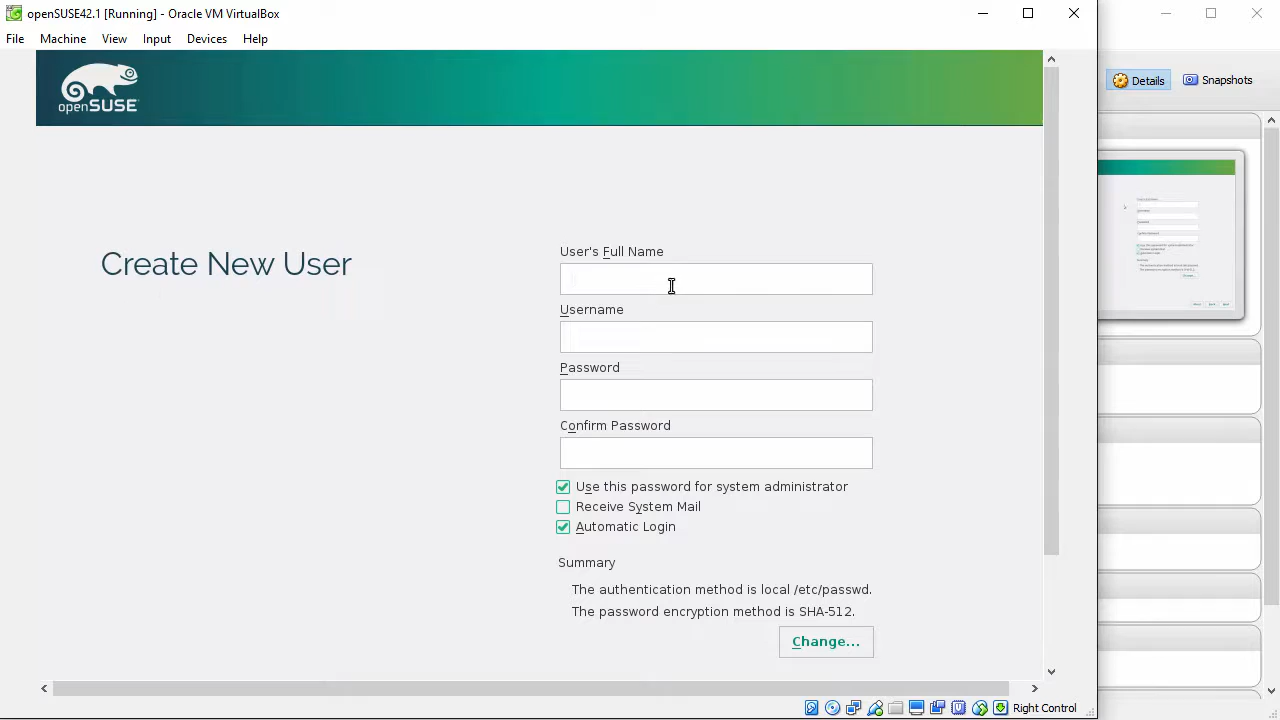 openSUSE42.1 [Running] - Oracle VM VirtualBox
File Machine View Input Devices Help
openSUSE
Details Snapshots
Create New User
User's Full Name
Username
Password
Confirm Password
Use this password for system administrator
Receive System Mail
Automatic Login
Summary
The authentication method is local /etc/passwd.
The password encryption method is SHA-512.
Change...
Right Control